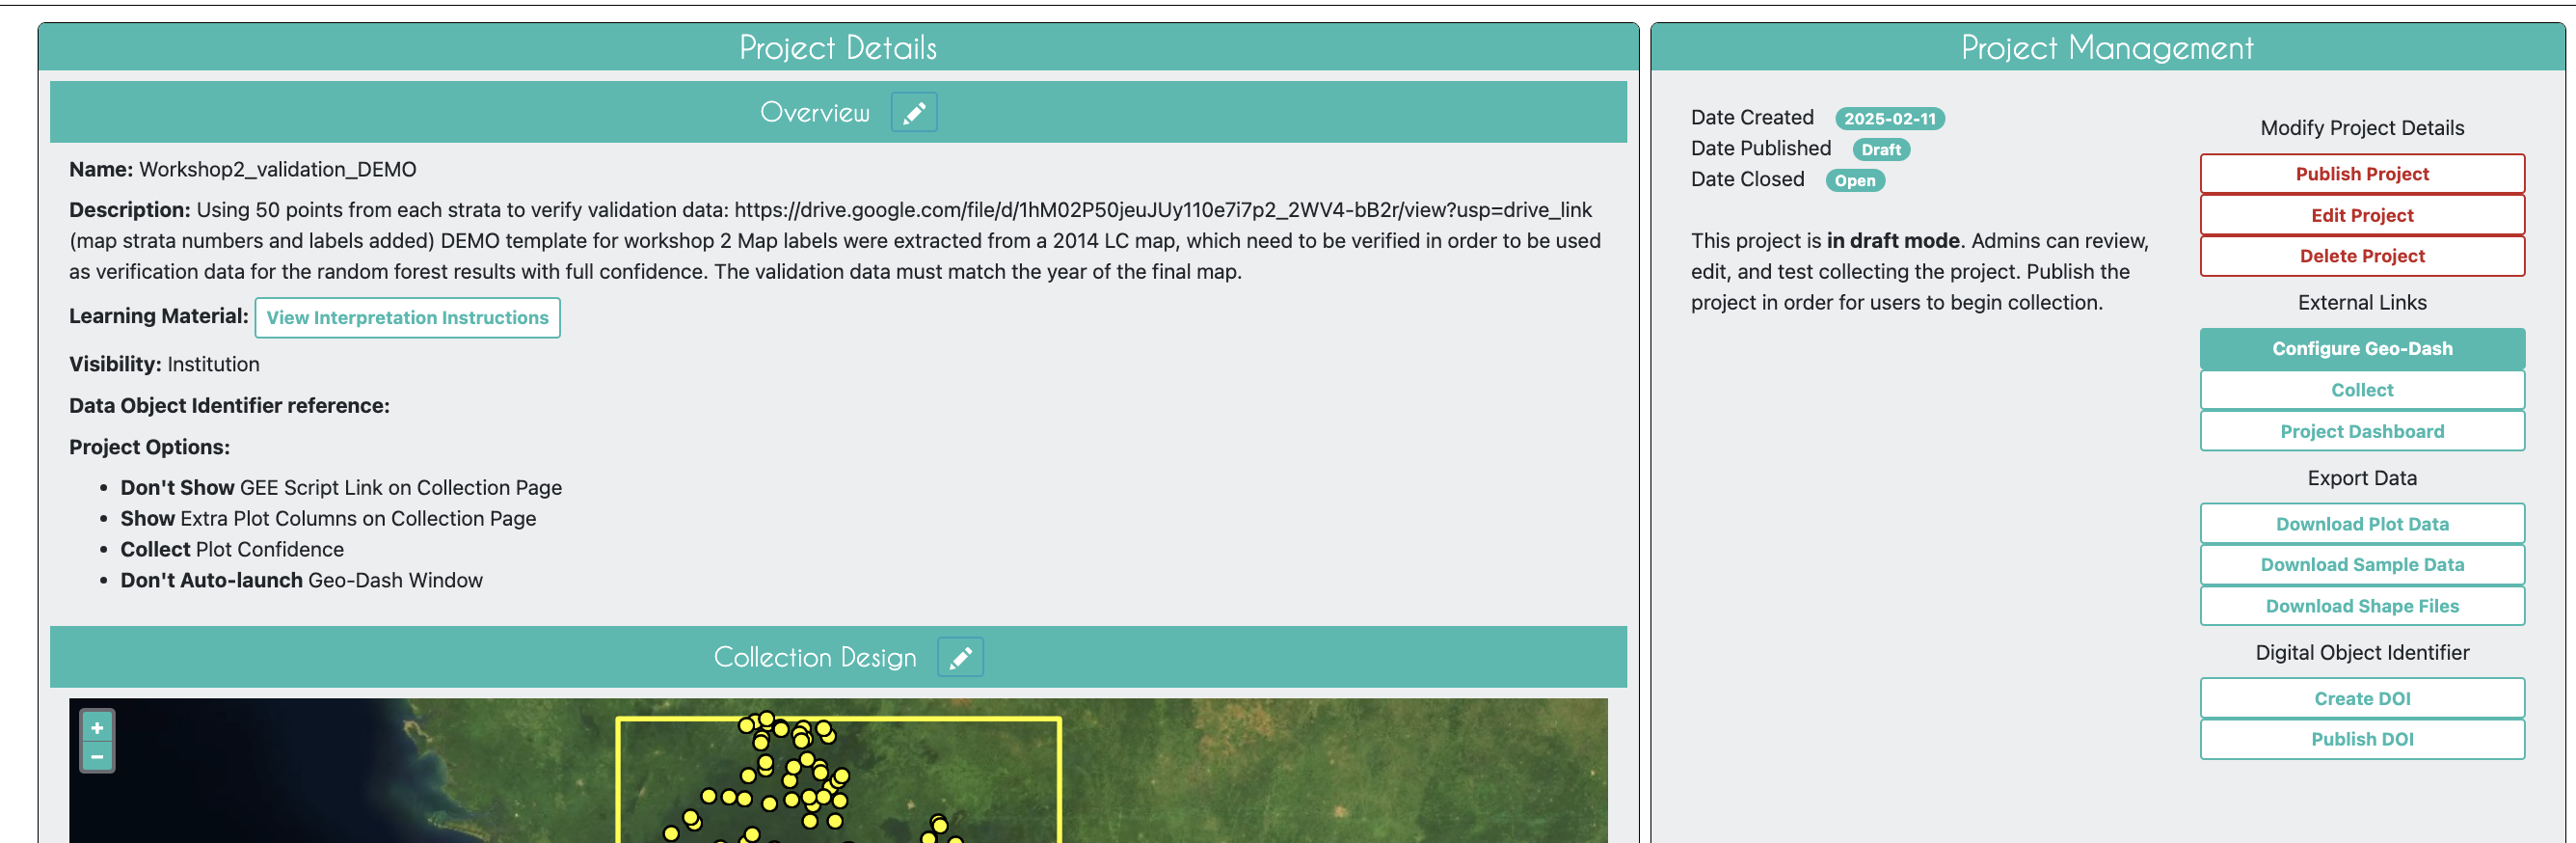 Project Details
Overview
Name: Workshop2_validation_DEMO
Description: Using 50 points from each strata to verify validation data: https://drive.google.com/file/d/1hM02P50jeuJUy110e7i7p2_2WV4-bB2r/view?usp=drive_link
(map strata numbers and labels added) DEMO template for workshop 2 Map labels were extracted from a 2014 LC map, which need to be verified in order to be used
as verification data for the random forest results with full confidence. The validation data must match the year of the final map.
Learning Material: View Interpretation Instructions
Visibility: Institution
Data Object Identifier reference:
Project Options:
• Don't Show GEE Script Link on Collection Page
• Show Extra Plot Columns on Collection Page
• Collect Plot Confidence
• Don't Auto-launch Geo-Dash Window
Collection Design
+
−
Project Management
Date Created 2025-02-11
Date Published Draft
Date Closed Open
This project is in draft mode. Admins can review,
edit, and test collecting the project. Publish the
project in order for users to begin collection.
Modify Project Details
Publish Project
Edit Project
Delete Project
External Links
Configure Geo-Dash
Collect
Project Dashboard
Export Data
Download Plot Data
Download Sample Data
Download Shape Files
Digital Object Identifier
Create DOI
Publish DOI